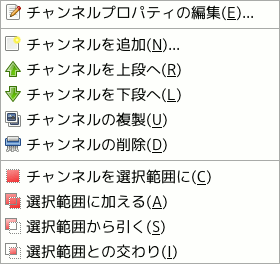 チャンネルプロパティの編集(E)...
チャンネルを追加(N)...
チャンネルを上段へ(R)
チャンネルを下段へ(L)
チャンネルの複製(U)
チャンネルの削除(D)
チャンネルを選択範囲に(C)
選択範囲に加える(A)
選択範囲から引く(S)
選択範囲との交わり(I)